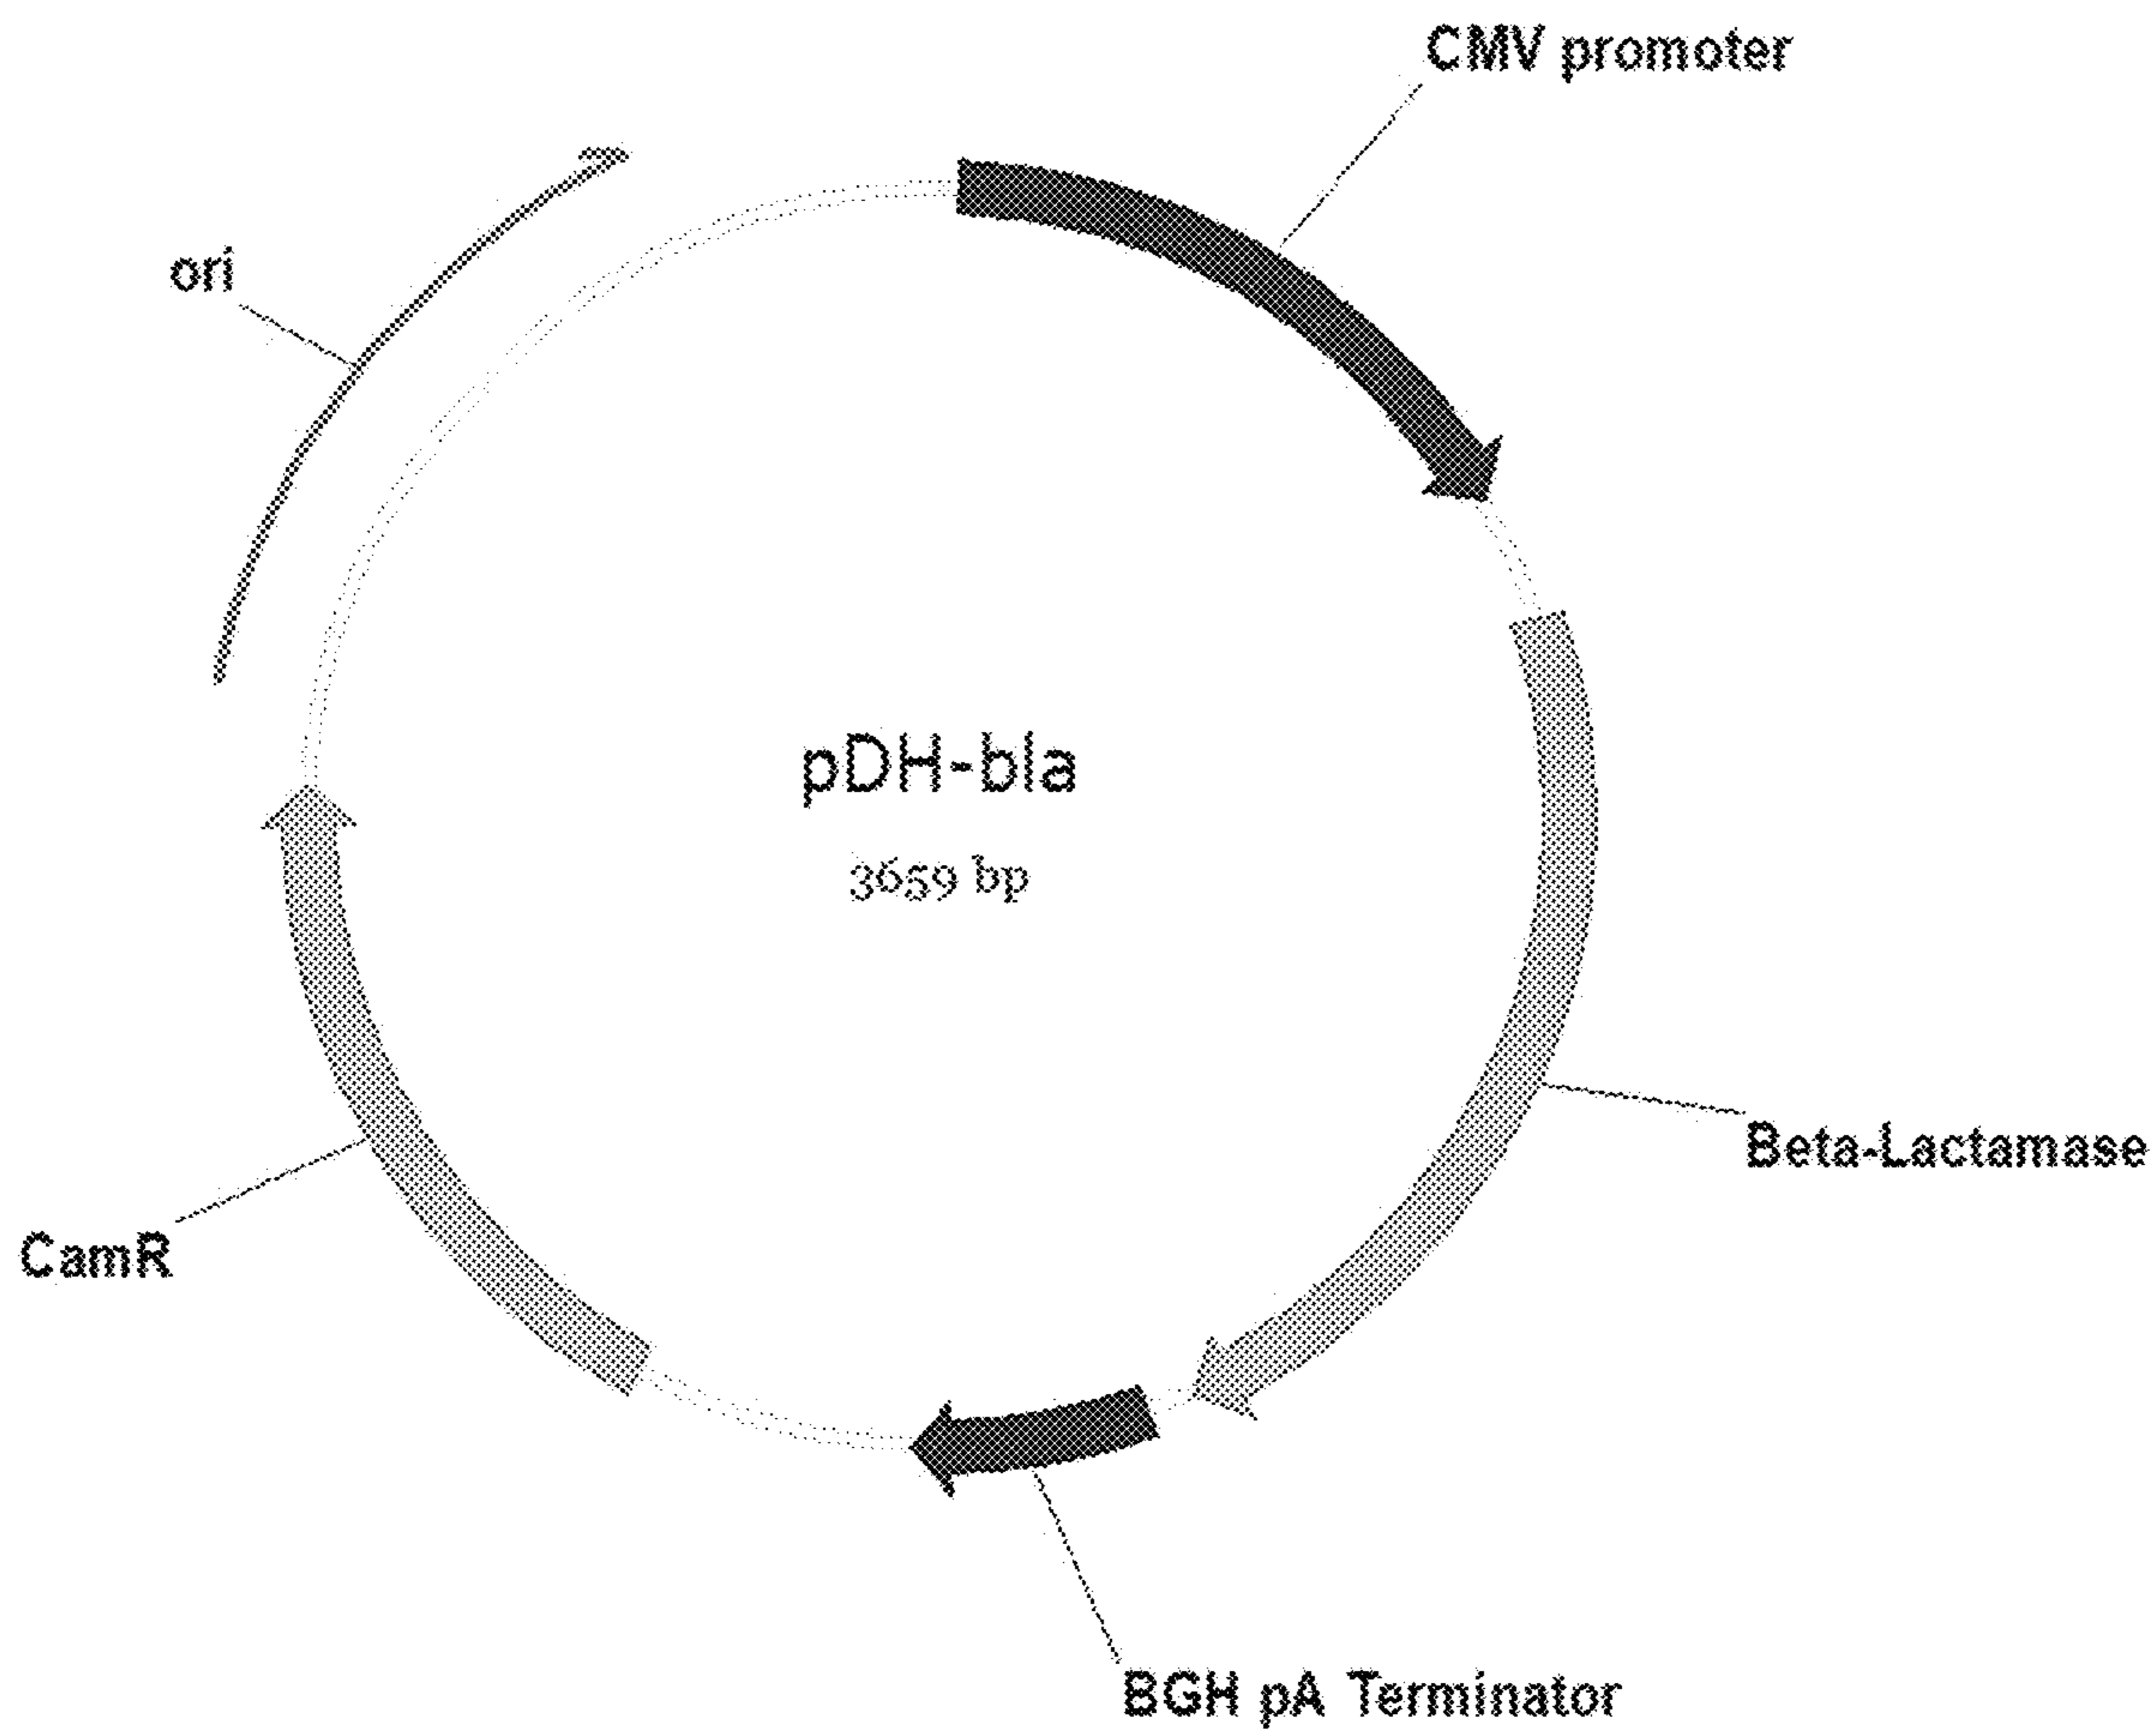 CMV promoter
ori
pDH-bla
3659 bp
Beta-Lactamase
CamR
BGH pA Terminator